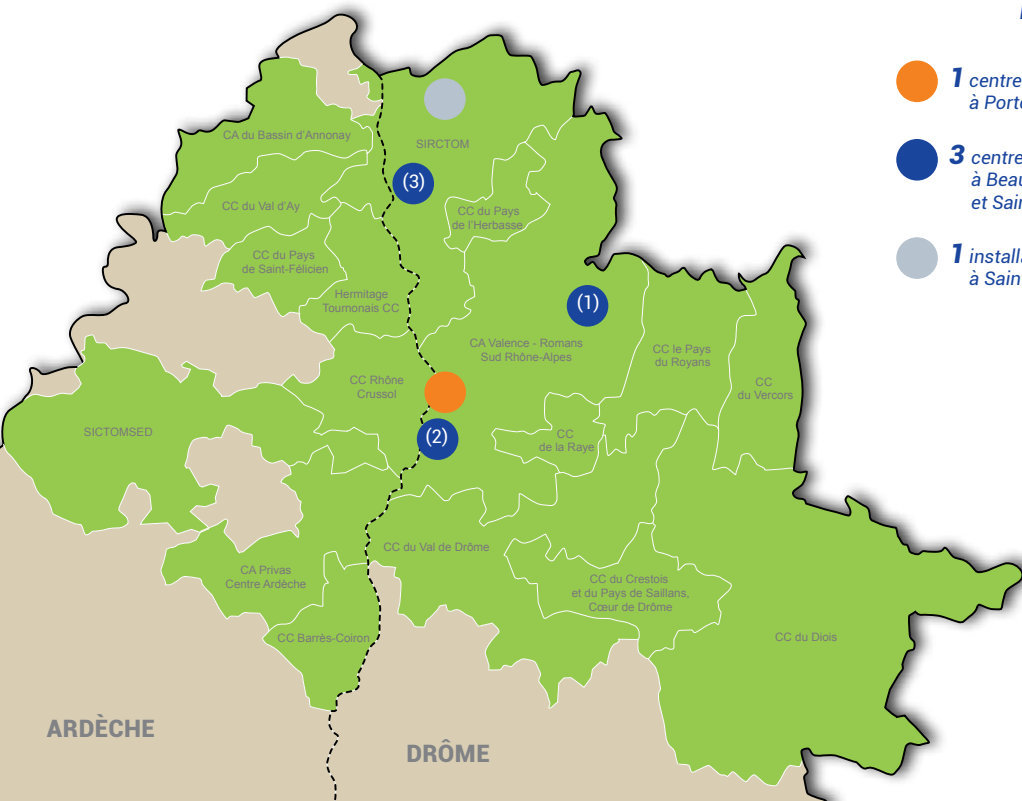 1 centre
à Porte
3 centre
à Beau
et Sain
1 install
à Sain
CA du Bassin d'Annonay
SIRCTOM
(3)
CC du Val d'Ay
CC du Pays
de l'Herbasse
CC du Pays
de Saint-Félicien
Hermitage
Tournonais CC
(1)
CA Valence - Romans
Sud Rhône-Alpes
CC le Pays
du Royans
CC
du Vercors
CC Rhône
Crussol
SICTOMSED
(2)
CC
de la Raye
CC du Val de Drôme
CA Privas
Centre Ardèche
CC du Crestois
et du Pays de Saillans,
Cœur de Drôme
CC Barrès-Coiron
CC du Diois
ARDÈCHE
DRÔME